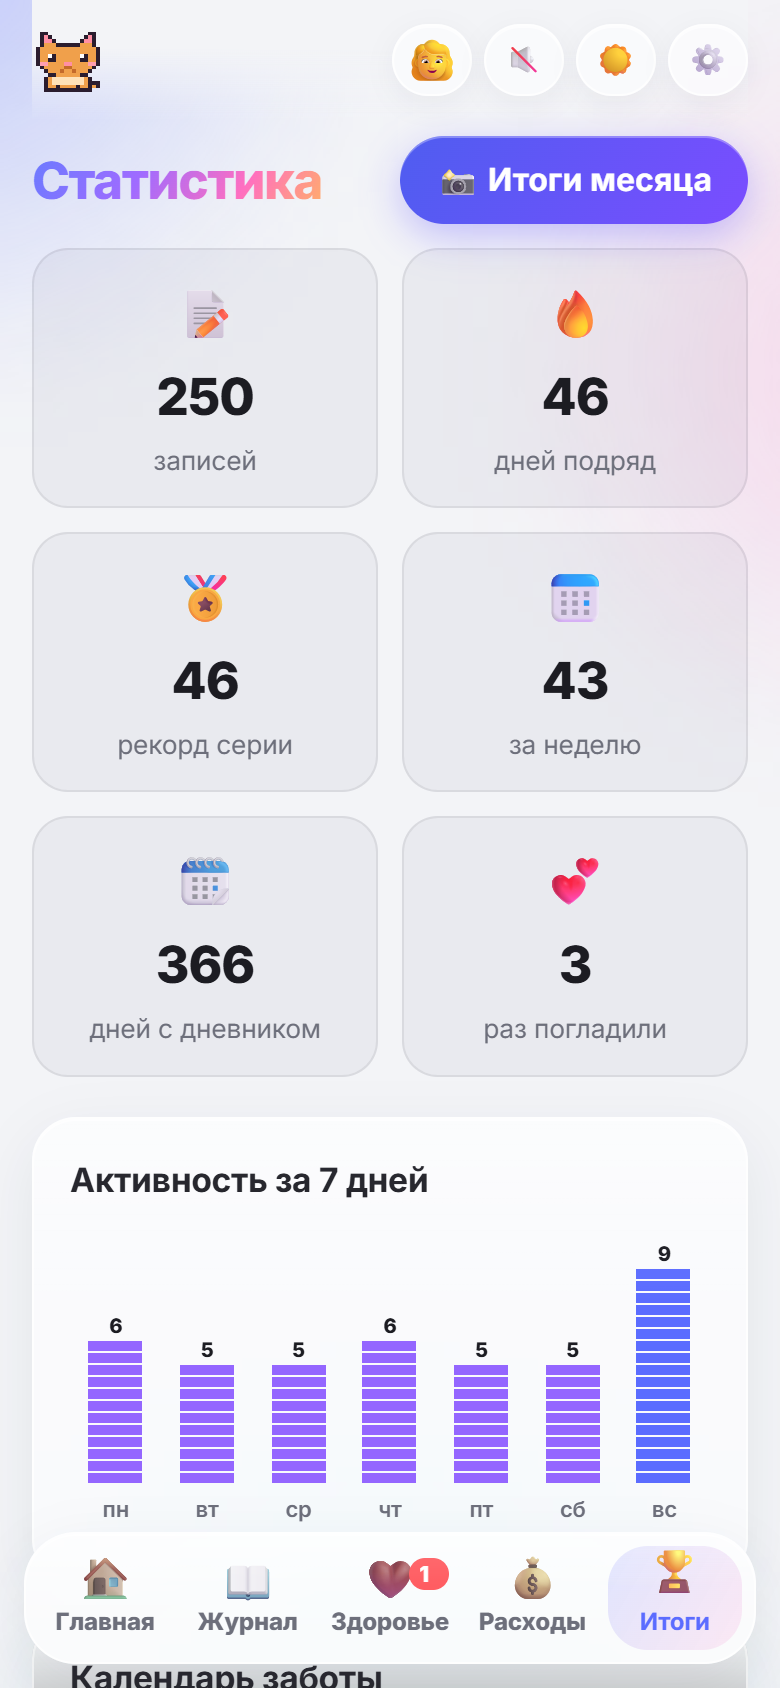 Статистика
Итоги месяца
250
записей
46
дней подряд
46
рекорд серии
43
за неделю
366
дней с дневником
3
раз погладили
Активность за 7 дней
6 5 5 6 5 5 9
пн вт ср чт пт сб вс
Главная Журнал Здоровье 1 Расходы Итоги
Календарь заботы